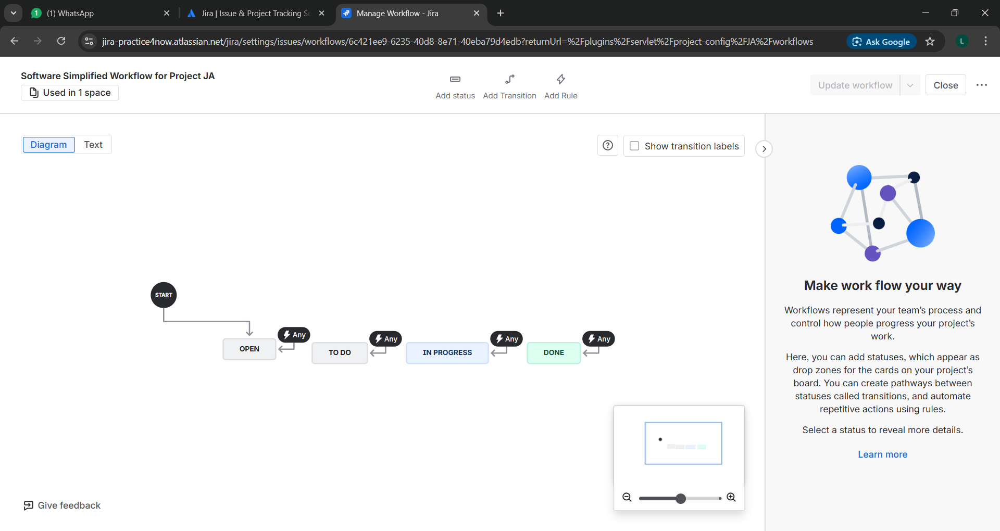 1 (1) WhatsApp
Jira | Issue & Project Tracking So
Manage Workflow - Jira
jira-practice4now.atlassian.net/jira/settings/issues/workflows/6c421ee9-6235-40d8-8e71-40eba79d4edb?returnUrl=%2Fplugins%2Fservlet%2Fproject-config%2FJA%2Fworkflows
Ask Google
L
Software Simplified Workflow for Project JA
Used in 1 space
Add status
Add Transition
Add Rule
Update workflow
Close
Diagram
Text
Show transition labels
START
OPEN
Any
TO DO
Any
IN PROGRESS
Any
DONE
Any
Make work flow your way
Workflows represent your team's process and
control how people progress your project's
work.
Here, you can add statuses, which appear as
drop zones for the cards on your project's
board. You can create pathways between
statuses called transitions, and automate
repetitive actions using rules.
Select a status to reveal more details.
Learn more
Give feedback